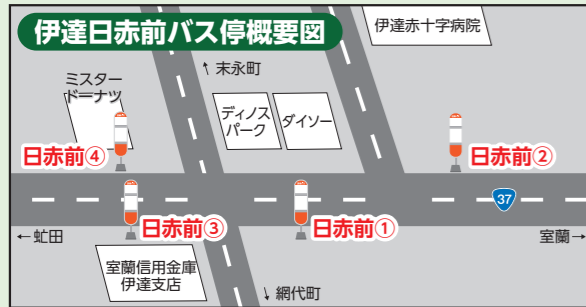 伊達日赤前バス停概要図
伊達赤十字病院
↑末永町
ミスター
ドーナツ
ディノス
パーク
ダイソー
日赤前④
日赤前②
37
日赤前③
日赤前①
←虻田
室蘭→
室蘭信用金庫
伊達支店
↓網代町